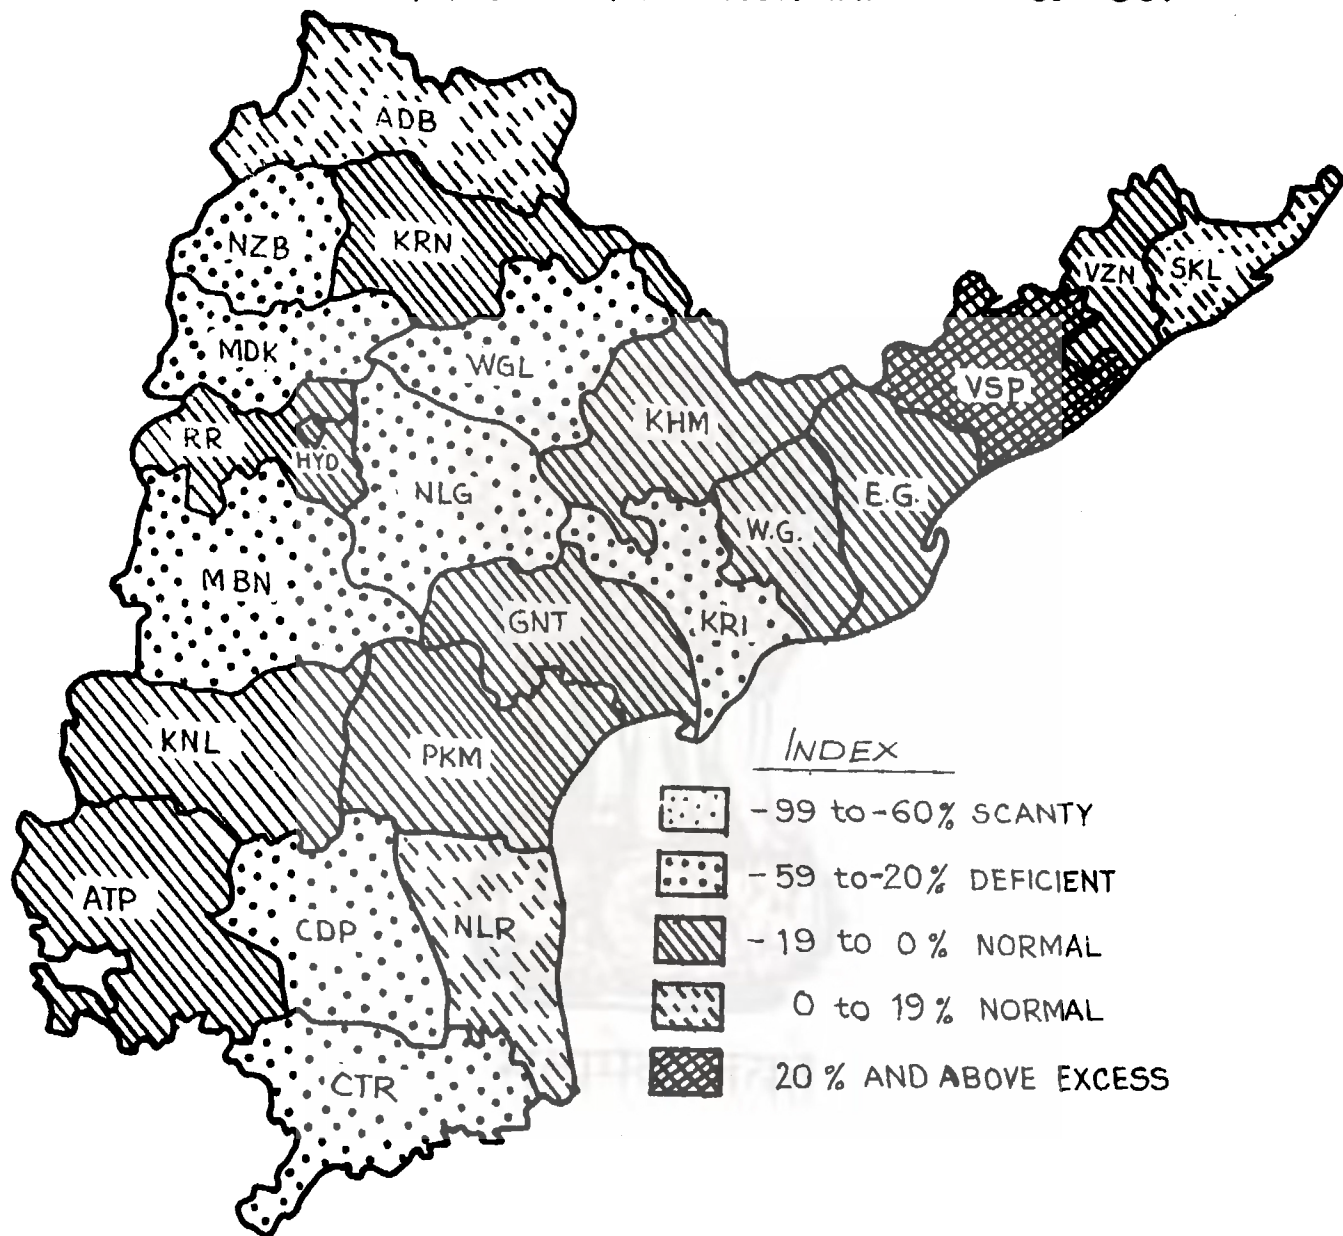 ADB
NZB
KRN
VZN
SKL
MDK
WGL
VSP
RR
HYD
KHM
NLG
E.G.
W.G.
MBN
GNT
KRI
KNL
PKM
ATP
CDP
NLR
CTR
INDEX
-99 to -60% SCANTY
-59 to -20% DEFICIENT
-19 to 0% NORMAL
0 to 19% NORMAL
20% AND ABOVE EXCESS